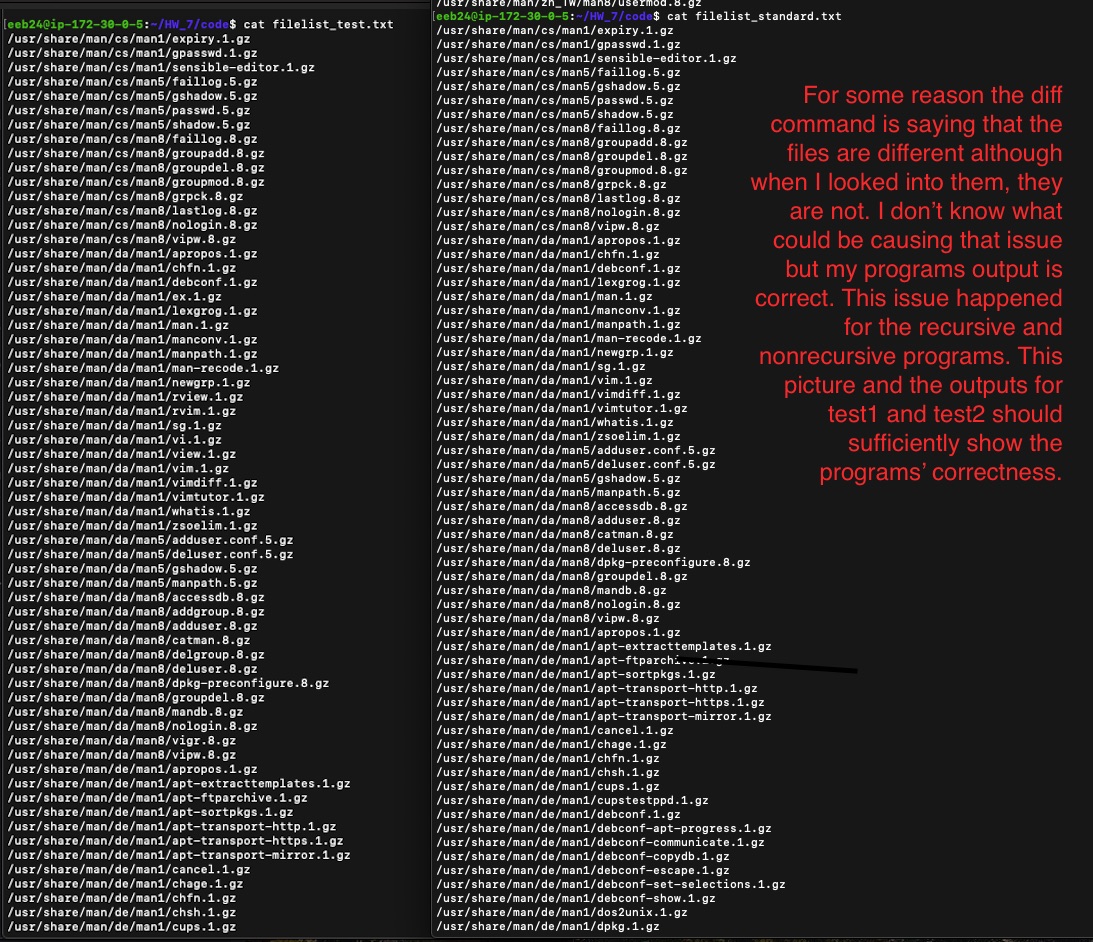 [eeb24@ip-172-30-0-5:~/HW_7/code$ cat filelist_test.txt
/usr/share/man/cs/man1/expiry.1.gz
/usr/share/man/cs/man1/gpasswd.1.gz
/usr/share/man/cs/man1/sensible-editor.1.gz
/usr/share/man/cs/man5/faillog.5.gz
/usr/share/man/cs/man5/gshadow.5.gz
/usr/share/man/cs/man5/passwd.5.gz
/usr/share/man/cs/man5/shadow.5.gz
/usr/share/man/cs/man8/faillog.8.gz
/usr/share/man/cs/man8/groupadd.8.gz
/usr/share/man/cs/man8/groupdel.8.gz
/usr/share/man/cs/man8/groupmod.8.gz
/usr/share/man/cs/man8/grpck.8.gz
/usr/share/man/cs/man8/lastlog.8.gz
/usr/share/man/cs/man8/nologin.8.gz
/usr/share/man/cs/man8/vipw.8.gz
/usr/share/man/da/man1/apropos.1.gz
/usr/share/man/da/man1/chfn.1.gz
/usr/share/man/da/man1/debconf.1.gz
/usr/share/man/da/man1/ex.1.gz
/usr/share/man/da/man1/lexgrog.1.gz
/usr/share/man/da/man1/man.1.gz
/usr/share/man/da/man1/manconv.1.gz
/usr/share/man/da/man1/manpath.1.gz
/usr/share/man/da/man1/man-recode.1.gz
/usr/share/man/da/man1/newgrp.1.gz
/usr/share/man/da/man1/rview.1.gz
/usr/share/man/da/man1/rvim.1.gz
/usr/share/man/da/man1/sg.1.gz
/usr/share/man/da/man1/vi.1.gz
/usr/share/man/da/man1/view.1.gz
/usr/share/man/da/man1/vim.1.gz
/usr/share/man/da/man1/vimdiff.1.gz
/usr/share/man/da/man1/vimtutor.1.gz
/usr/share/man/da/man1/whatis.1.gz
/usr/share/man/da/man1/zsoelim.1.gz
/usr/share/man/da/man5/adduser.conf.5.gz
/usr/share/man/da/man5/deluser.conf.5.gz
/usr/share/man/da/man5/gshadow.5.gz
/usr/share/man/da/man5/manpath.5.gz
/usr/share/man/da/man8/accessdb.8.gz
/usr/share/man/da/man8/addgroup.8.gz
/usr/share/man/da/man8/adduser.8.gz
/usr/share/man/da/man8/catman.8.gz
/usr/share/man/da/man8/delgroup.8.gz
/usr/share/man/da/man8/deluser.8.gz
/usr/share/man/da/man8/dpkg-preconfigure.8.gz
/usr/share/man/da/man8/groupdel.8.gz
/usr/share/man/da/man8/mandb.8.gz
/usr/share/man/da/man8/nologin.8.gz
/usr/share/man/da/man8/vigr.8.gz
/usr/share/man/da/man8/vipw.8.gz
/usr/share/man/de/man1/apropos.1.gz
/usr/share/man/de/man1/apt-extracttemplates.1.gz
/usr/share/man/de/man1/apt-ftparchive.1.gz
/usr/share/man/de/man1/apt-sortpkgs.1.gz
/usr/share/man/de/man1/apt-transport-http.1.gz
/usr/share/man/de/man1/apt-transport-https.1.gz
/usr/share/man/de/man1/apt-transport-mirror.1.gz
/usr/share/man/de/man1/cancel.1.gz
/usr/share/man/de/man1/chage.1.gz
/usr/share/man/de/man1/chfn.1.gz
/usr/share/man/de/man1/chsh.1.gz
/usr/share/man/de/man1/cups.1.gz
/usr/share/man/zh_TW/man8/usermod.8.gz
[eeb24@ip-172-30-0-5:~/HW_7/code$ cat filelist_standard.txt
/usr/share/man/cs/man1/expiry.1.gz
/usr/share/man/cs/man1/gpasswd.1.gz
/usr/share/man/cs/man1/sensible-editor.1.gz
/usr/share/man/cs/man5/faillog.5.gz
/usr/share/man/cs/man5/gshadow.5.gz
/usr/share/man/cs/man5/passwd.5.gz
/usr/share/man/cs/man5/shadow.5.gz
/usr/share/man/cs/man8/faillog.8.gz
/usr/share/man/cs/man8/groupadd.8.gz
/usr/share/man/cs/man8/groupdel.8.gz
/usr/share/man/cs/man8/groupmod.8.gz
/usr/share/man/cs/man8/grpck.8.gz
/usr/share/man/cs/man8/lastlog.8.gz
/usr/share/man/cs/man8/nologin.8.gz
/usr/share/man/cs/man8/vipw.8.gz
/usr/share/man/da/man1/apropos.1.gz
/usr/share/man/da/man1/chfn.1.gz
/usr/share/man/da/man1/debconf.1.gz
/usr/share/man/da/man1/lexgrog.1.gz
/usr/share/man/da/man1/man.1.gz
/usr/share/man/da/man1/manconv.1.gz
/usr/share/man/da/man1/manpath.1.gz
/usr/share/man/da/man1/man-recode.1.gz
/usr/share/man/da/man1/newgrp.1.gz
/usr/share/man/da/man1/sg.1.gz
/usr/share/man/da/man1/vim.1.gz
/usr/share/man/da/man1/vimdiff.1.gz
/usr/share/man/da/man1/vimtutor.1.gz
/usr/share/man/da/man1/whatis.1.gz
/usr/share/man/da/man1/zsoelim.1.gz
/usr/share/man/da/man5/adduser.conf.5.gz
/usr/share/man/da/man5/deluser.conf.5.gz
/usr/share/man/da/man5/gshadow.5.gz
/usr/share/man/da/man5/manpath.5.gz
/usr/share/man/da/man8/accessdb.8.gz
/usr/share/man/da/man8/adduser.8.gz
/usr/share/man/da/man8/catman.8.gz
/usr/share/man/da/man8/deluser.8.gz
/usr/share/man/da/man8/dpkg-preconfigure.8.gz
/usr/share/man/da/man8/groupdel.8.gz
/usr/share/man/da/man8/mandb.8.gz
/usr/share/man/da/man8/nologin.8.gz
/usr/share/man/da/man8/vipw.8.gz
/usr/share/man/de/man1/apropos.1.gz
/usr/share/man/de/man1/apt-extracttemplates.1.gz
/usr/share/man/de/man1/apt-sortpkgs.1.gz
/usr/share/man/de/man1/apt-transport-http.1.gz
/usr/share/man/de/man1/apt-transport-https.1.gz
/usr/share/man/de/man1/apt-transport-mirror.1.gz
/usr/share/man/de/man1/cancel.1.gz
/usr/share/man/de/man1/chage.1.gz
/usr/share/man/de/man1/chfn.1.gz
/usr/share/man/de/man1/chsh.1.gz
/usr/share/man/de/man1/cups.1.gz
/usr/share/man/de/man1/cupstestppd.1.gz
/usr/share/man/de/man1/debconf.1.gz
/usr/share/man/de/man1/debconf-apt-progress.1.gz
/usr/share/man/de/man1/debconf-communicate.1.gz
/usr/share/man/de/man1/debconf-copydb.1.gz
/usr/share/man/de/man1/debconf-escape.1.gz
/usr/share/man/de/man1/debconf-set-selections.1.gz
/usr/share/man/de/man1/debconf-show.1.gz
/usr/share/man/de/man1/dos2unix.1.gz
/usr/share/man/de/man1/dpkg.1.gz
For some reason the diff
command is saying that the
files are different although
when I looked into them, they
are not. I don't know what
could be causing that issue
but my programs output is
correct. This issue happened
for the recursive and
nonrecursive programs. This
picture and the outputs for
test1 and test2 should
sufficiently show the
programs' correctness.